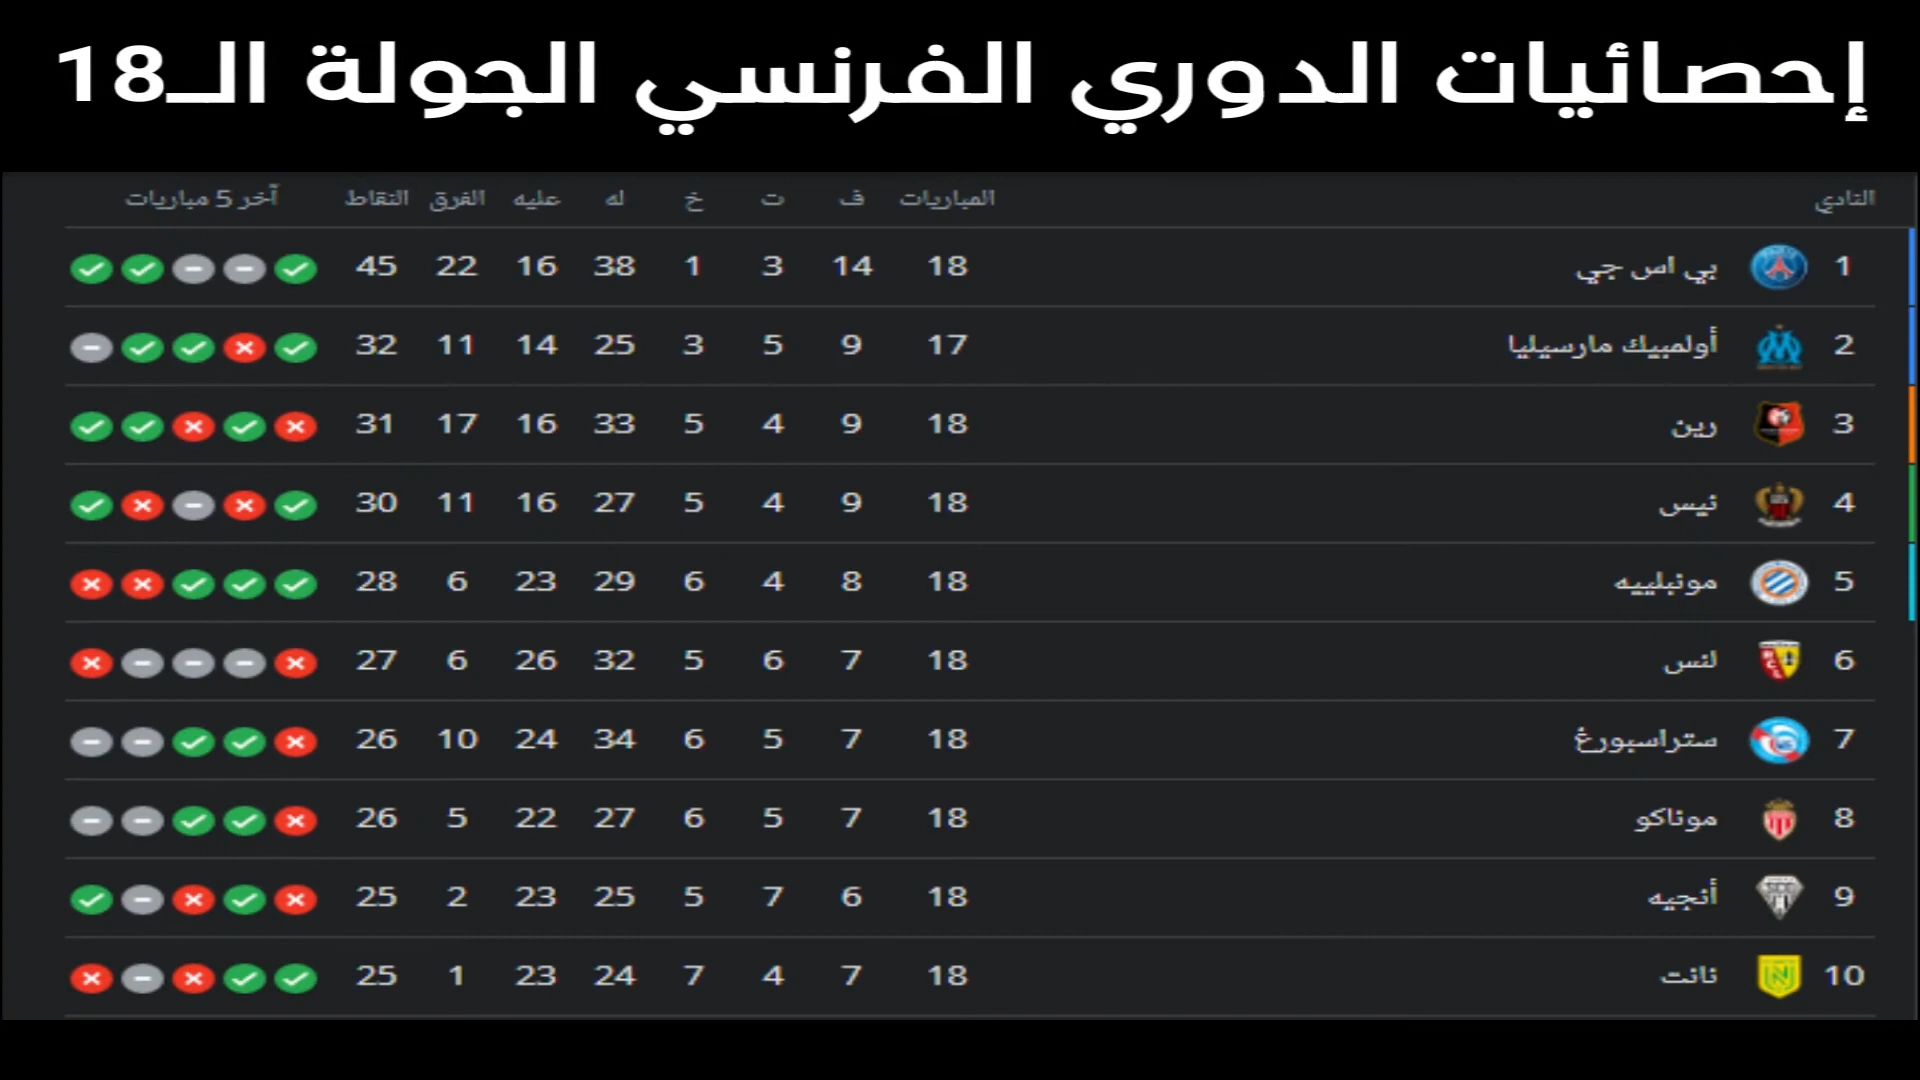 إحصائيات الدوري الفرنسي الجولة الـ18
النادي المباريات ف ت خ له عليه الفرق النقاط آخر 5 مباريات
1 بي اس جي 18 14 3 1 38 16 22 45
2 أولمبيك مارسيليا 17 9 5 3 25 14 11 32
3 رين 18 9 4 5 33 16 17 31
4 نيس 18 9 4 5 27 16 11 30
5 مونبلييه 18 8 4 6 29 23 6 28
6 لنس 18 7 6 5 32 26 6 27
7 ستراسبورغ 18 7 5 6 34 24 10 26
8 موناكو 18 7 5 6 27 22 5 26
9 أنجيه 18 6 7 5 25 23 2 25
10 نانت 18 7 4 7 24 23 1 25